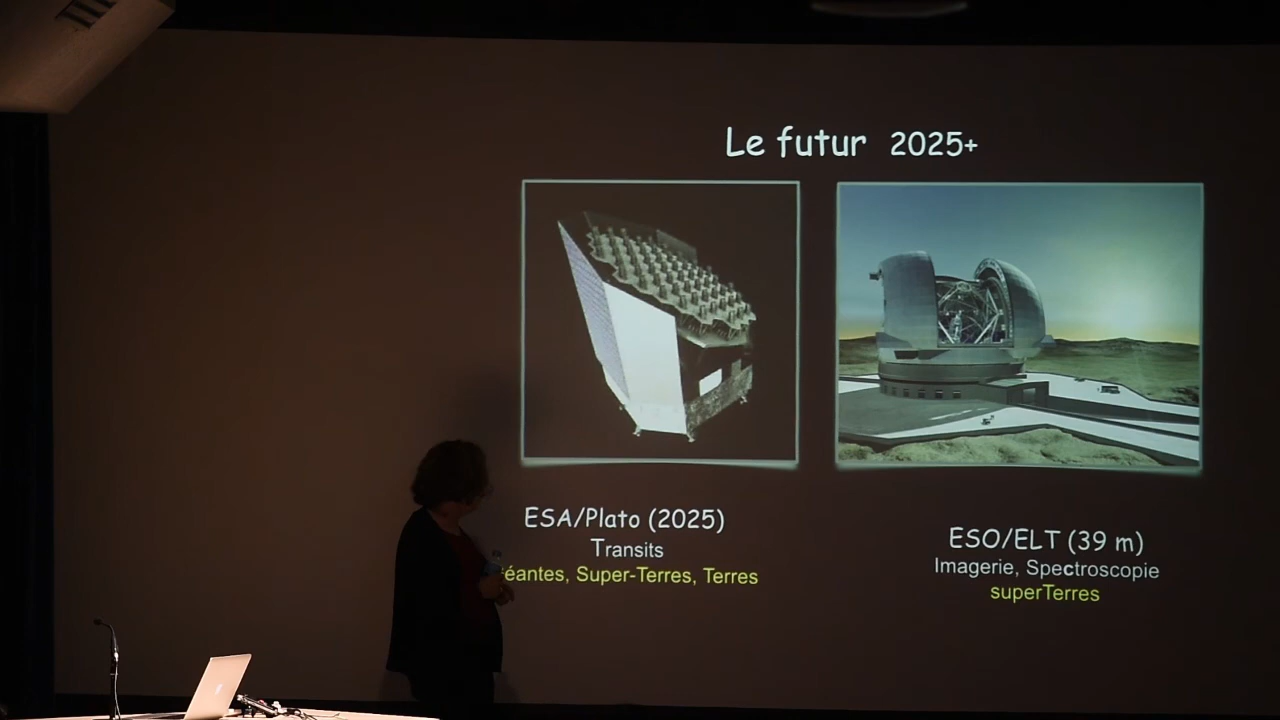 Le futur 2025+
ESA/Plato (2025)
Transits
éantes, Super-Terres, Terres
ESO/ELT (39 m)
Imagerie, Spectroscopie
superTerres